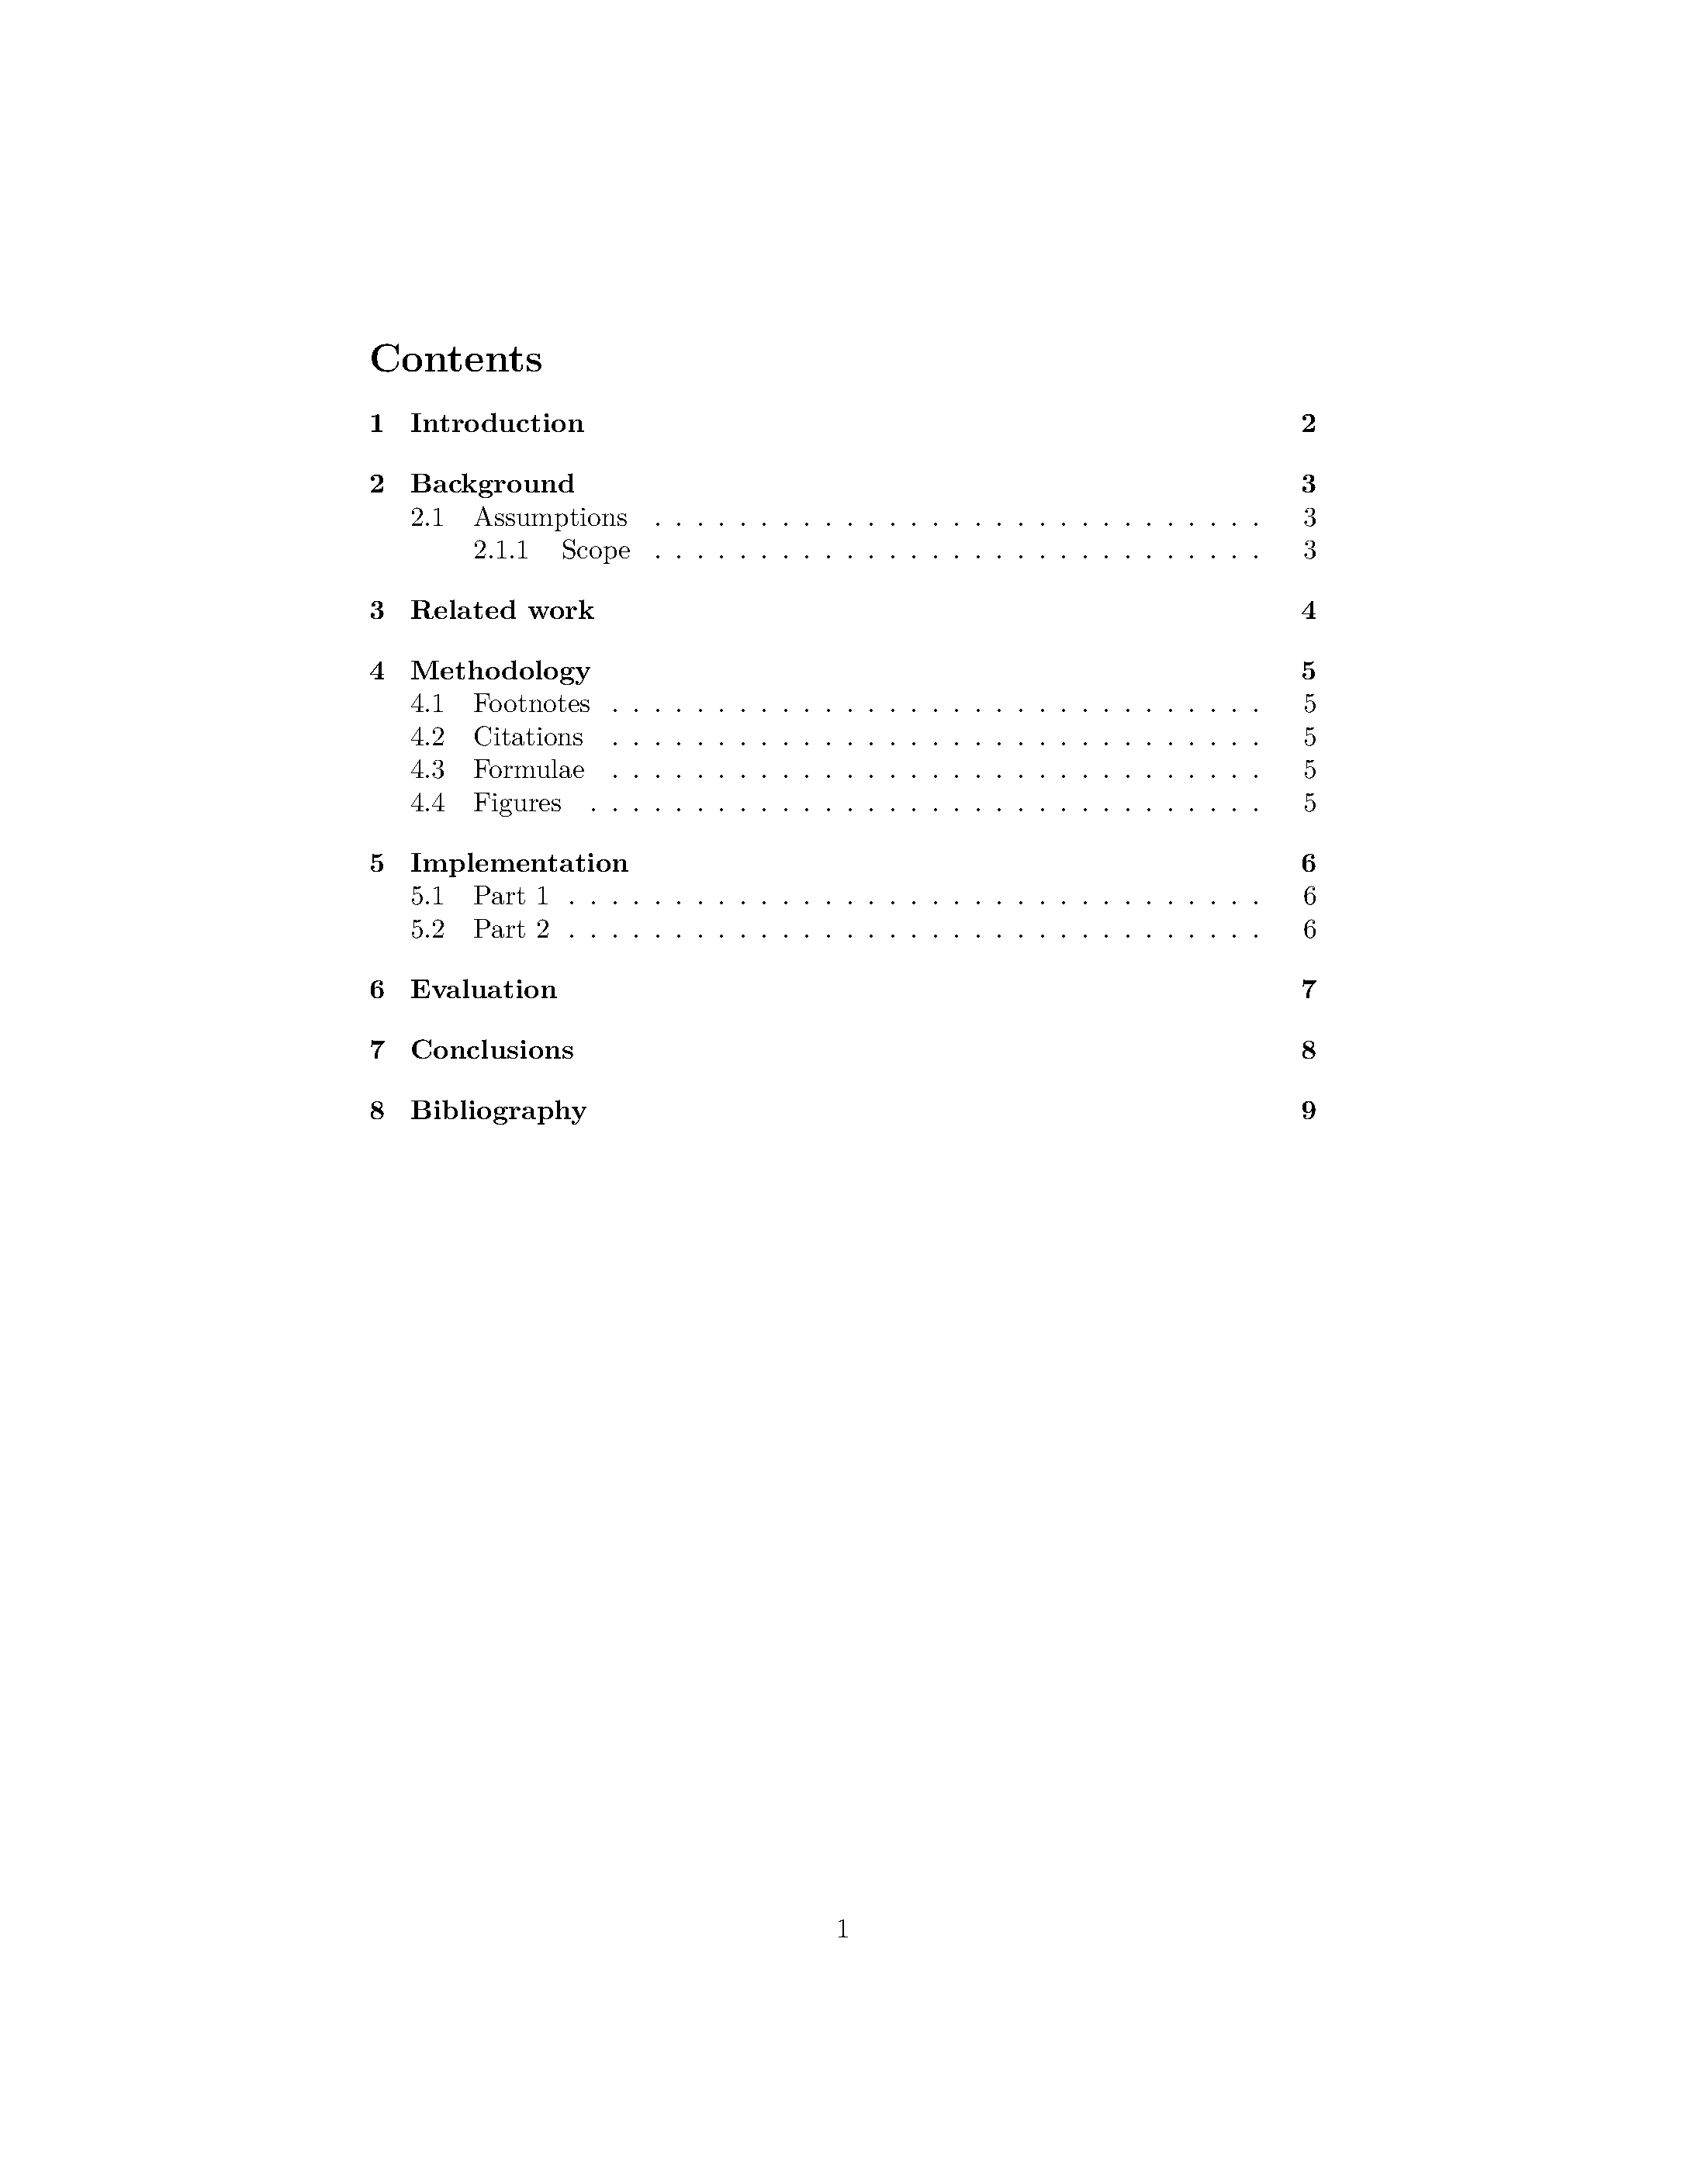 Contents
1 Introduction 2
2 Background 3
2.1 Assumptions . . . . . . . . . . . . . . . . . . . . . . . . . . . . . 3
2.1.1 Scope . . . . . . . . . . . . . . . . . . . . . . . . . . . . . 3
3 Related work 4
4 Methodology 5
4.1 Footnotes . . . . . . . . . . . . . . . . . . . . . . . . . . . . . . . 5
4.2 Citations . . . . . . . . . . . . . . . . . . . . . . . . . . . . . . . 5
4.3 Formulae . . . . . . . . . . . . . . . . . . . . . . . . . . . . . . . 5
4.4 Figures . . . . . . . . . . . . . . . . . . . . . . . . . . . . . . . . 5
5 Implementation 6
5.1 Part 1 . . . . . . . . . . . . . . . . . . . . . . . . . . . . . . . . . 6
5.2 Part 2 . . . . . . . . . . . . . . . . . . . . . . . . . . . . . . . . . 6
6 Evaluation 7
7 Conclusions 8
8 Bibliography 9
1